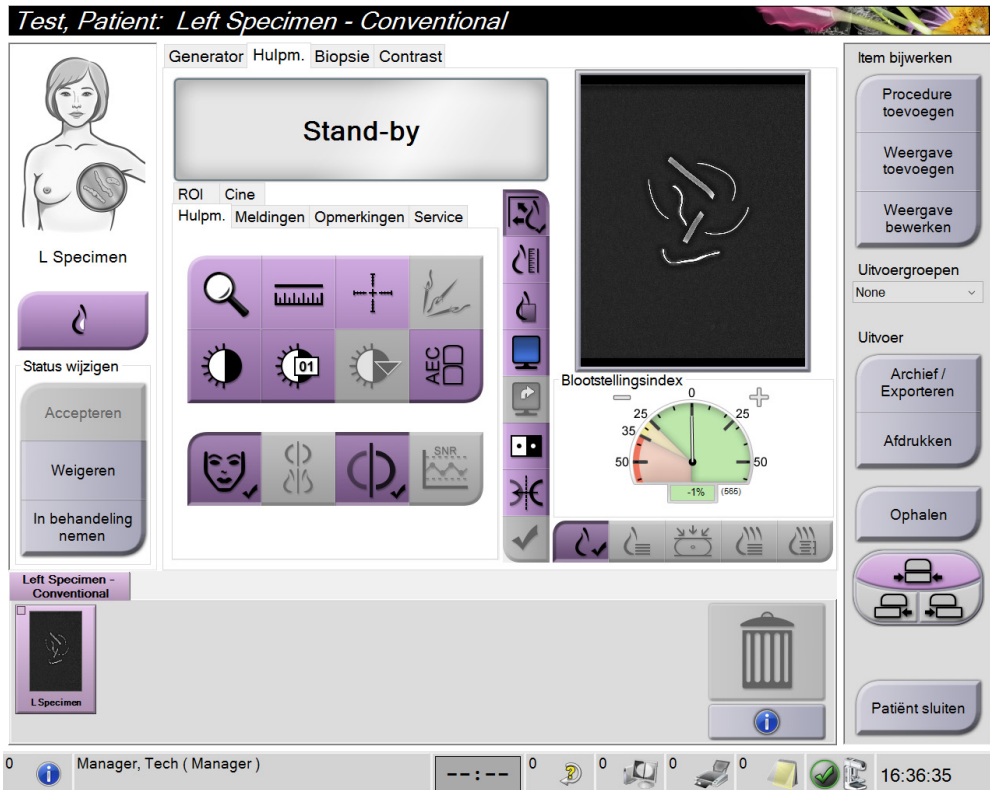 Test, Patient: Left Specimen - Conventional
Generator Hulpm. Biopsie Contrast
Stand-by
ROI Cine
Hulpm. Meldingen Opmerkingen Service
01
AEC
SNR
L Specimen
Status wijzigen
Accepteren
Weigeren
In behandeling
nemen
Blootstellingsindex
0
25 25
35
50 50
-1% (565)
Item bijwerken
Procedure
toevoegen
Weergave
toevoegen
Weergave
bewerken
Uitvoergroepen
None
Uitvoer
Archief /
Exporteren
Afdrukken
Ophalen
Patiënt sluiten
Left Specimen -
Conventional
L Specimen
0 Manager, Tech ( Manager ) --:-- 0 0 0 0 16:36:35